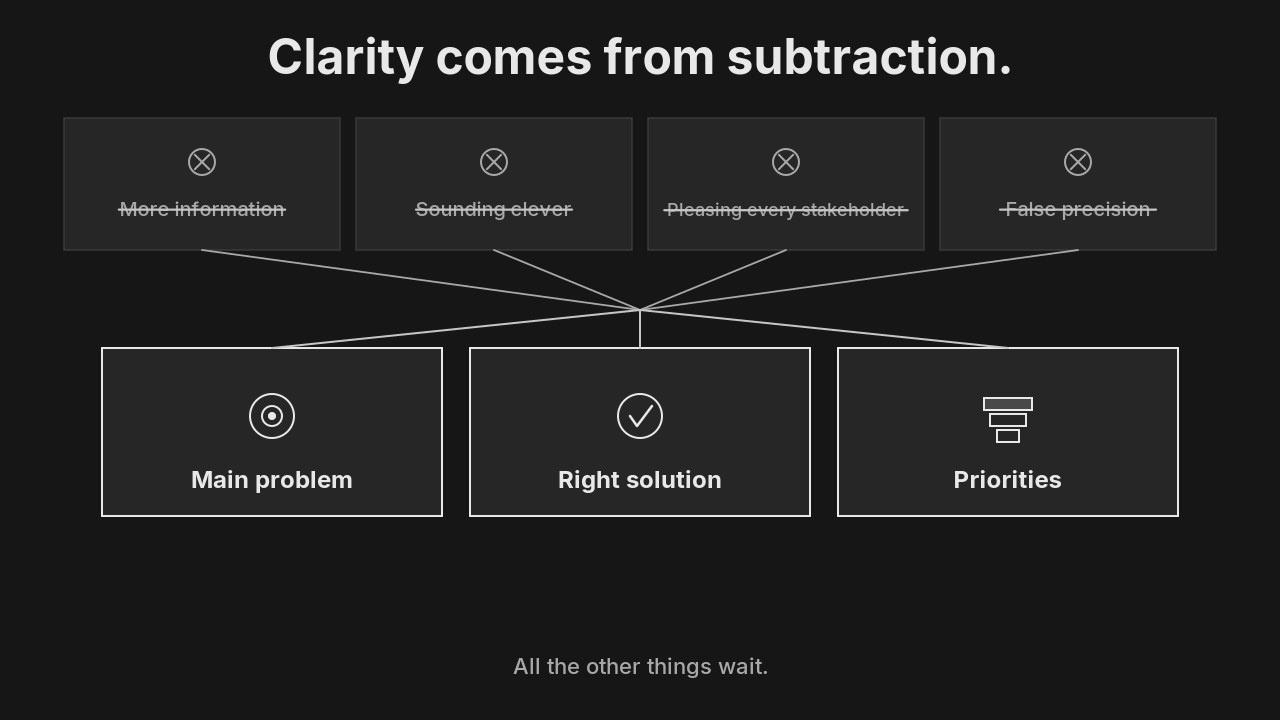 Clarity comes from subtraction.
More information
Sounding clever
Pleasing every stakeholder
False precision
Main problem
Right solution
Priorities
All the other things wait.